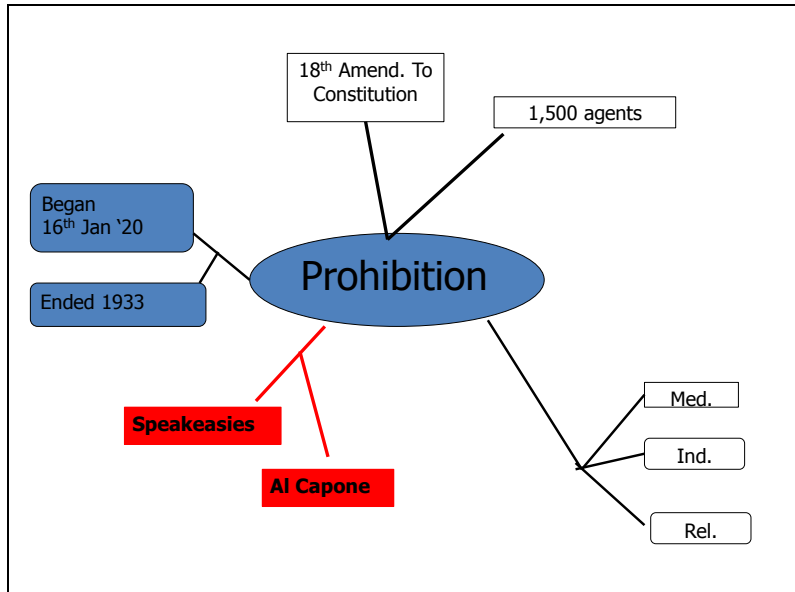 18th Amend. To
Constitution
1,500 agents
Began
16th Jan ‘20
Prohibition
Ended 1933
Speakeasies
Al Capone
Med.
Ind.
Rel.